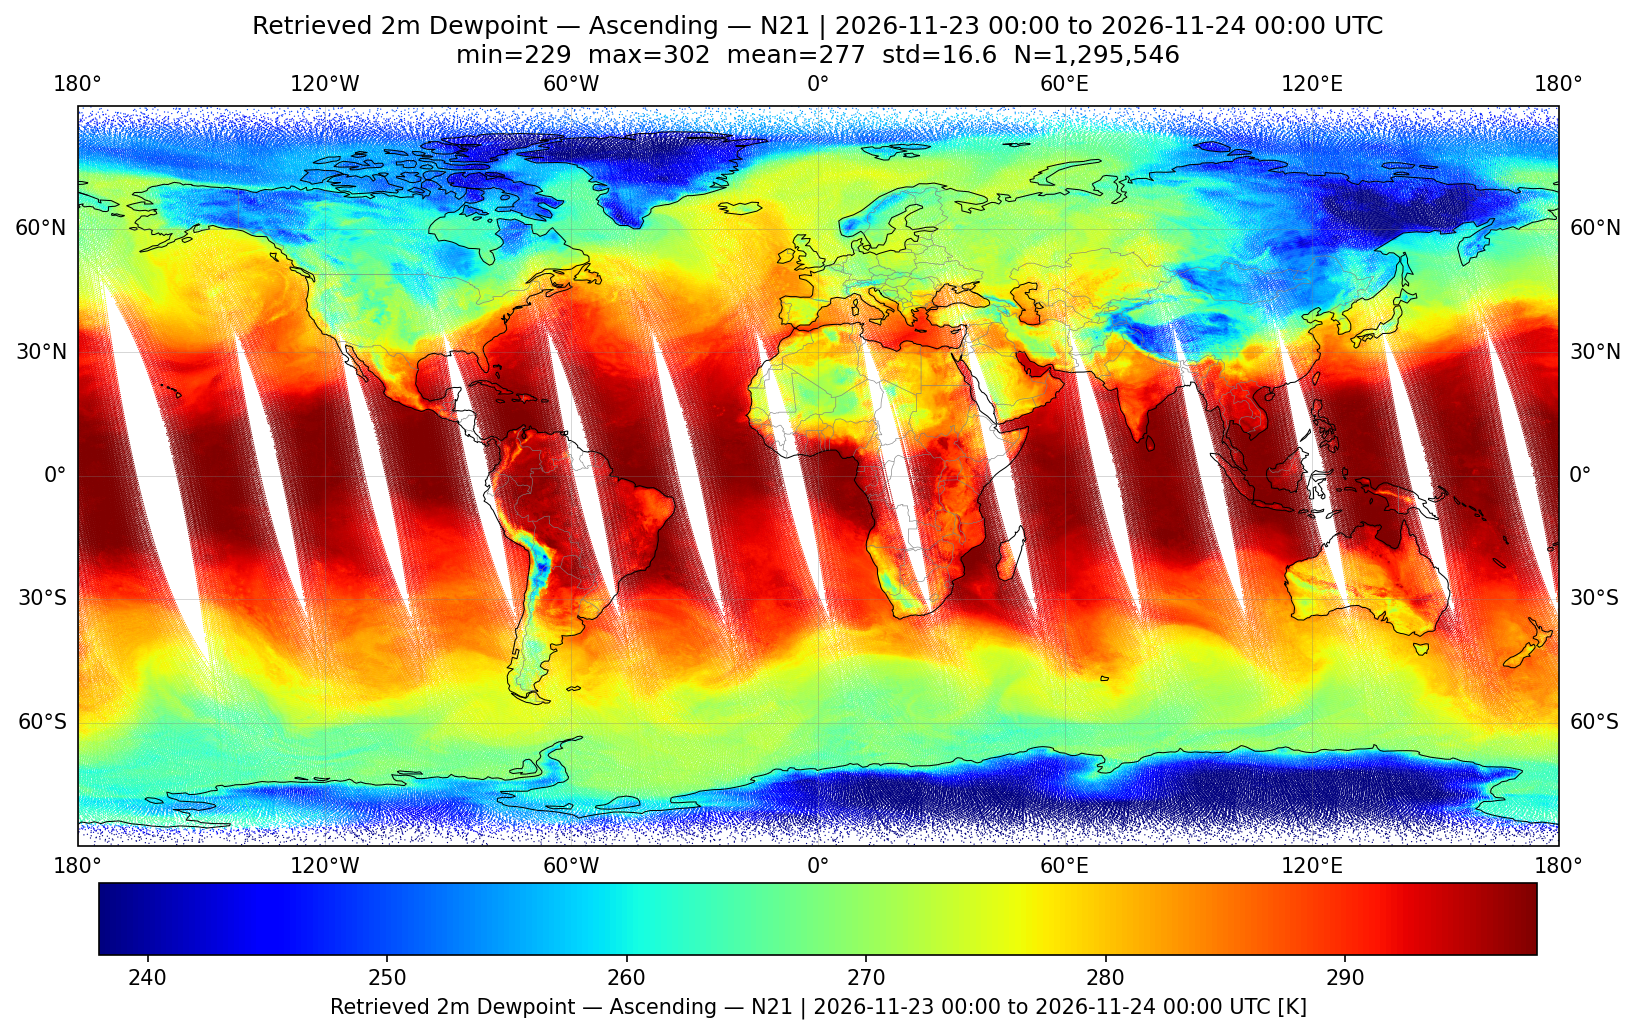 Retrieved 2m Dewpoint — Ascending — N21 | 2026-11-23 00:00 to 2026-11-24 00:00 UTC
min=229 max=302 mean=277 std=16.6 N=1,295,546
180° 120°W 60°W 0° 60°E 120°E 180°
60°N 60°N
30°N 30°N
0° 0°
30°S 30°S
60°S 60°S
180° 120°W 60°W 0° 60°E 120°E 180°
240 250 260 270 280 290
Retrieved 2m Dewpoint — Ascending — N21 | 2026-11-23 00:00 to 2026-11-24 00:00 UTC [K]